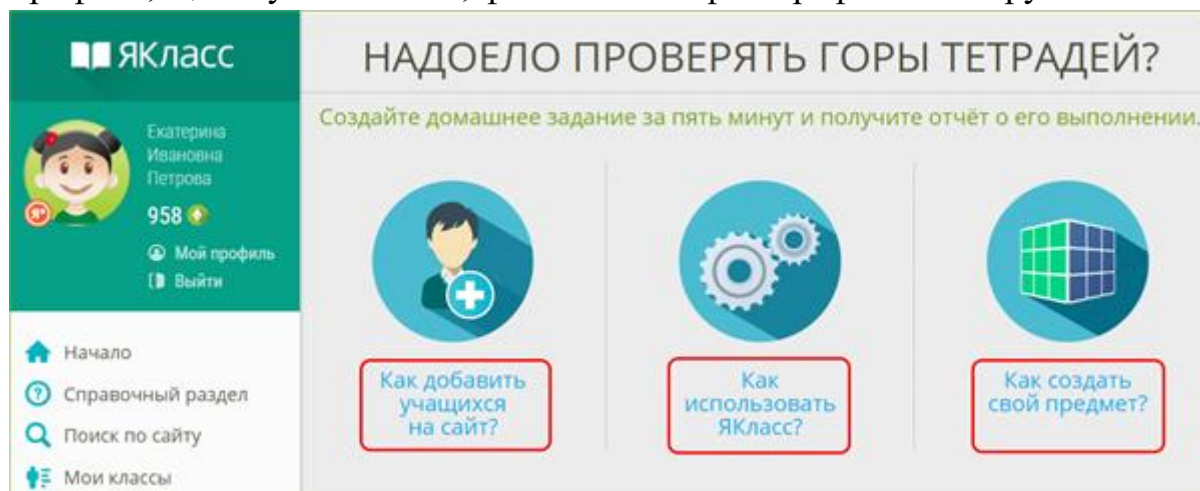 ЯКласс
Екатерина
Ивановна
Петрова
958
Мой профиль
Выйти
Начало
Справочный раздел
Поиск по сайту
Мои классы
НАДОЕЛО ПРОВЕРЯТЬ ГОРЫ ТЕТРАДЕЙ?
Создайте домашнее задание за пять минут и получите отчёт о его выполнении.
Как добавить
учащихся
на сайт?
Как
использовать
ЯКласс?
Как создать
свой предмет?